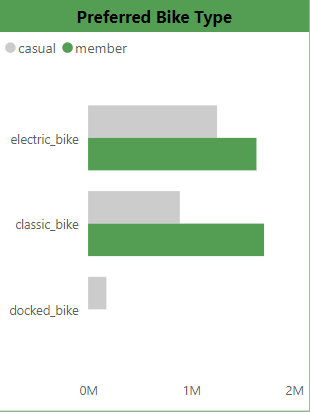 Preferred Bike Type
casual member
electric_bike
classic_bike
docked_bike
0M 1M 2M